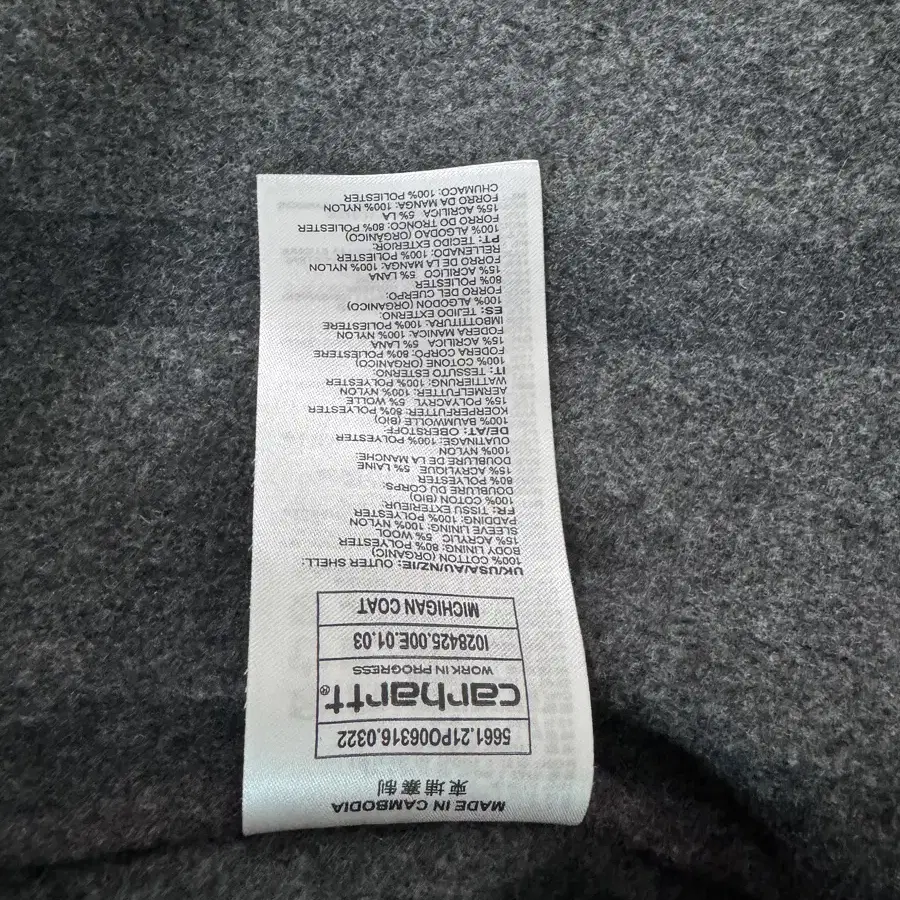 MADE IN CAMBODIA
柬埔寨制
5661.21PO06316.0322
carhartt®
WORK IN PROGRESS
I028425.00E.01.03
MICHIGAN COAT
UK/USA/AU/NZ/IE: OUTER SHELL:
100% COTTON (ORGANIC)
BODY LINING: 80% POLYESTER
15% ACRYLIC 5% WOOL
SLEEVE LINING: 100% NYLON
PADDING: 100% POLYESTER
FR: TISSU EXTERIEUR:
100% COTON (BIO)
DOUBLURE DU CORPS:
80% POLYESTER
15% ACRYLIQUE 5% LAINE
DOUBLURE DE LA MANCHE:
100% NYLON
OUATINAGE: 100% POLYESTER
DE/AT: OBERSTOFF:
100% BAUMWOLLE (BIO)
KOERPERFUTTER: 80% POLYESTER
15% POLYACRYL 5% WOLLE
AERMELFUTTER: 100% NYLON
WATTIERUNG: 100% POLYESTER
IT: TESSUTO ESTERNO:
100% COTONE (ORGANICO)
FODERA CORPO: 80% POLIESTERE
15% ACRILICA 5% LANA
FODERA MANICA: 100% NYLON
IMBOTTITURA: 100% POLIESTERE
ES: TEJIDO EXTERNO:
100% ALGODON (ORGANICO)
FORRO DEL CUERPO:
80% POLIESTER
15% ACRILICO 5% LANA
FORRO DE LA MANGA: 100% NYLON
RELLENADO: 100% POLIESTER
PT: TECIDO EXTERIOR:
100% ALGODAO (ORGÂNICO)
FORRO DO TRONCO: 80% POLIESTER
15% ACRILICA 5% LA
FORRO DA MANGA: 100% NYLON
CHUMACO: 100% POLIESTER